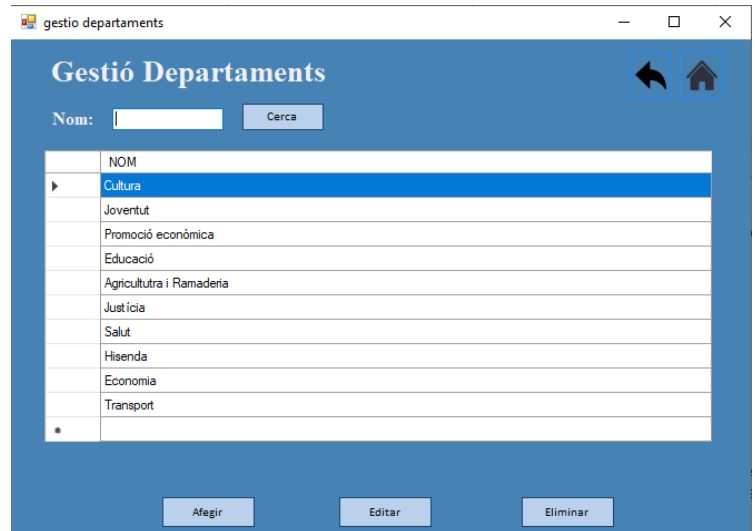 gestio departaments
Gestió Departaments
Nom:
Cerca
NOM
Cultura
Joventut
Promoció econòmica
Educació
Agricultutra i Ramaderia
Justícia
Salut
Hisenda
Economia
Transport
Afegir Editar Eliminar